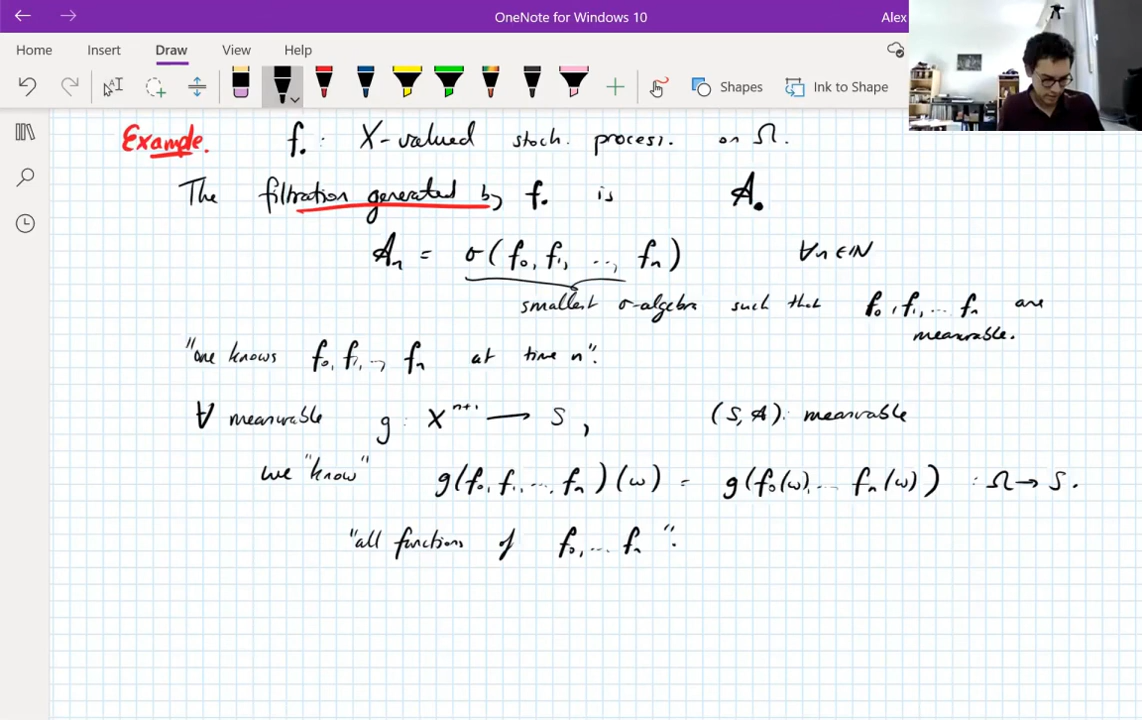 OneNote for Windows 10
Alex
Home Insert Draw View Help
Shapes Ink to Shape
Example. f. : X-valued stoch. process. on Ω.
The filtration generated by f. is A.
Aₙ = σ(f₀, f₁, .., fₙ) ∀n∈ℕ
smallest σ-algebra such that f₀, f₁, ... fₙ are
measurable.
"one knows f₀, f₁, .., fₙ at time n".
∀ measurable g : Xⁿ⁺¹ → S, (S, A): measurable
we "know" g(f₀, f₁, ..., fₙ)(ω) = g(f₀(ω), ... fₙ(ω)) : Ω → S.
"all functions of f₀, ... fₙ".